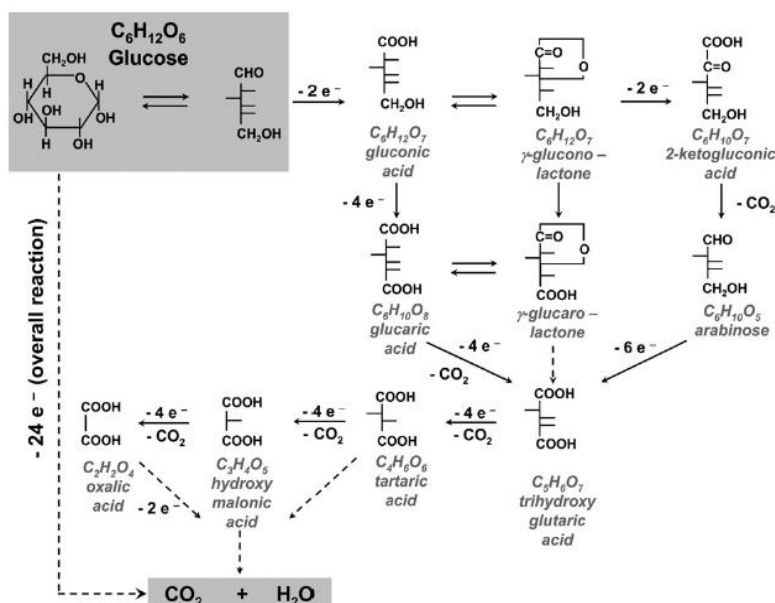 C₆H₁₂O₆
Glucose
CH₂OH
H
O
H
H
H
OH
H
OH
OH
H
OH
CHO
CH₂OH
- 2 e⁻
COOH
CH₂OH
C₆H₁₂O₇
gluconic
acid
C=O
O
CH₂OH
C₆H₁₂O₇
γ-glucono –
lactone
- 2 e⁻
COOH
C=O
CH₂OH
C₆H₁₀O₇
2-ketogluconic
acid
- 4 e⁻
- CO₂
COOH
COOH
C₆H₁₀O₈
glucaric
acid
C=O
O
COOH
γ-glucaro –
lactone
CHO
CH₂OH
C₅H₁₀O₅
arabinose
- 4 e⁻
- CO₂
- 6 e⁻
- 24 e⁻ (overall reaction)
COOH
COOH
C₂H₂O₄
oxalic
acid
- 4 e⁻
- CO₂
COOH
COOH
C₃H₄O₅
hydroxy
malonic
acid
- 4 e⁻
- CO₂
COOH
COOH
C₄H₆O₆
tartaric
acid
- 4 e⁻
- CO₂
COOH
COOH
C₅H₆O₇
trihydroxy
glutaric
acid
- 2 e⁻
CO₂ + H₂O